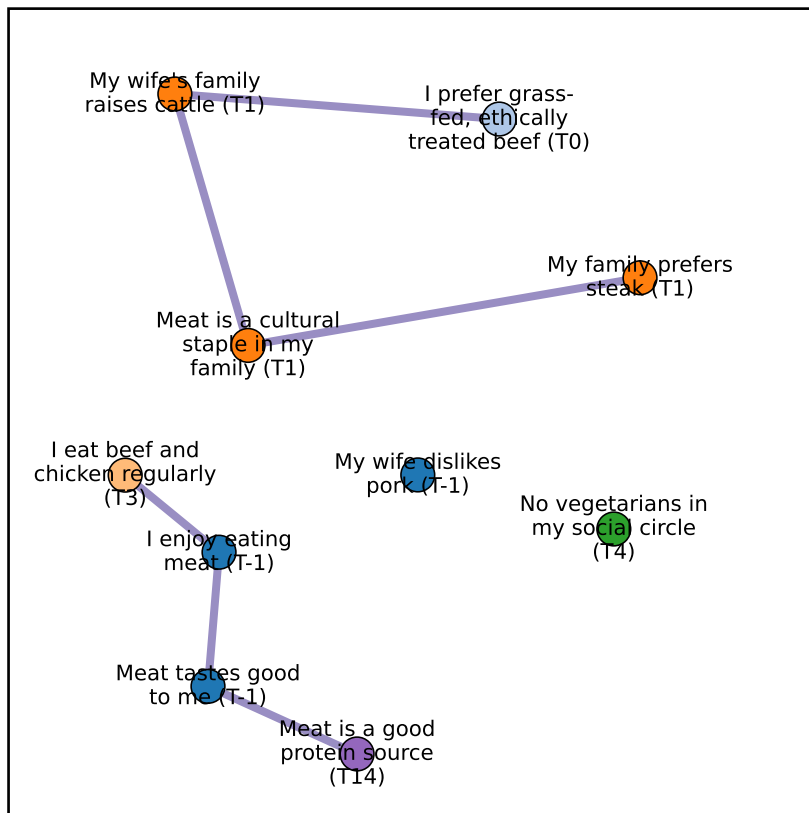 My wife's family
raises cattle (T1)
I prefer grass-
fed, ethically
treated beef (T0)
My family prefers
steak (T1)
Meat is a cultural
staple in my
family (T1)
I eat beef and
chicken regularly
(T3)
My wife dislikes
pork (T-1)
No vegetarians in
my social circle
(T4)
I enjoy eating
meat (T-1)
Meat tastes good
to me (T-1)
Meat is a good
protein source
(T14)